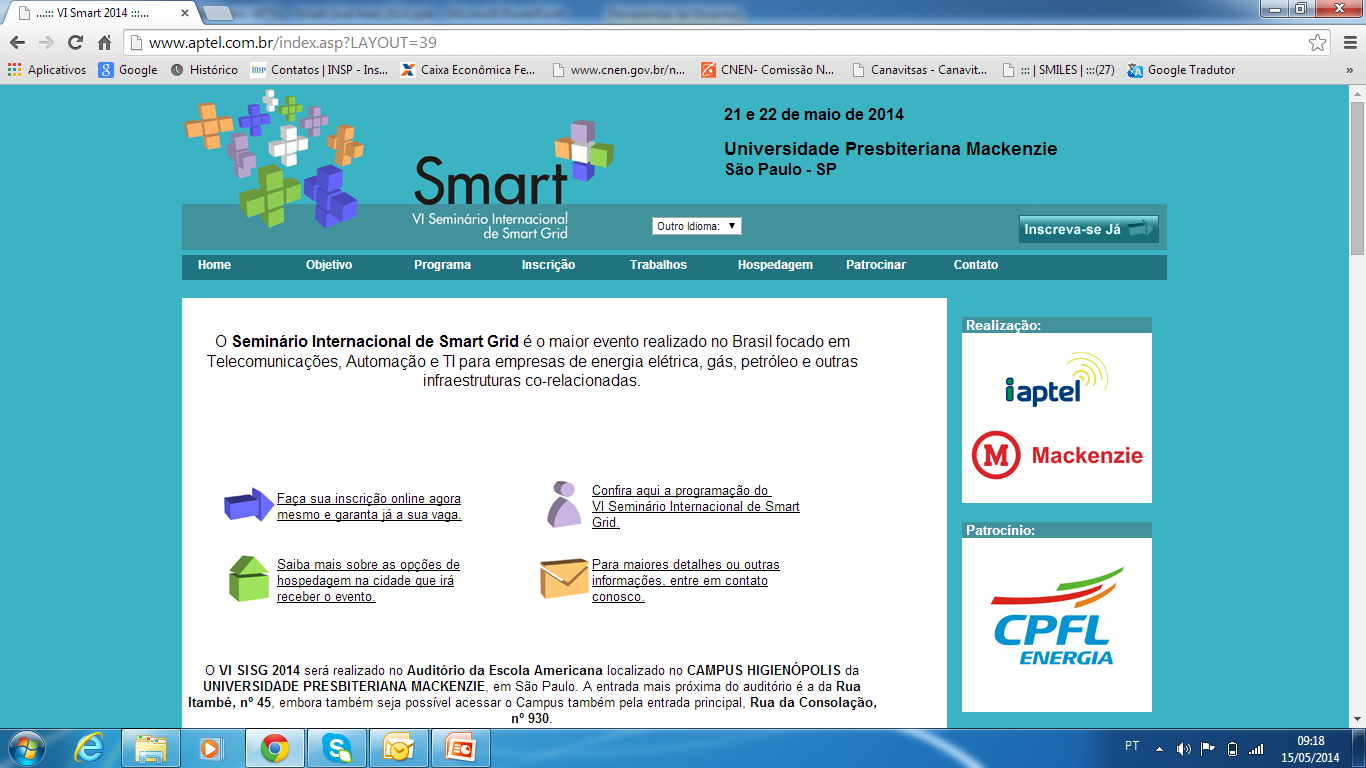 ...::: VI Smart 2014 :::...
www.aptel.com.br/index.asp?LAYOUT=39
Aplicativos
Google
Histórico
insp
Contatos | INSP - Ins...
Caixa Econômica Fe...
www.cnen.gov.br/n...
CNEN- Comissão N...
Canavitsas - Canavit...
::: | SMILES | :::(27)
Google Tradutor
»
21 e 22 de maio de 2014
Universidade Presbiteriana Mackenzie
São Paulo - SP
Smart
VI Seminário Internacional
de Smart Grid
Outro Idioma:
Inscreva-se Já
Home
Objetivo
Programa
Inscrição
Trabalhos
Hospedagem
Patrocinar
Contato
O Seminário Internacional de Smart Grid é o maior evento realizado no Brasil focado em
Telecomunicações, Automação e TI para empresas de energia elétrica, gás, petróleo e outras
infraestruturas co-relacionadas.
Faça sua inscrição online agora
mesmo e garanta já a sua vaga.
Confira aqui a programação do
VI Seminário Internacional de Smart
Grid.
Saiba mais sobre as opções de
hospedagem na cidade que irá
receber o evento.
Para maiores detalhes ou outras
informações, entre em contato
conosco.
O VI SISG 2014 será realizado no Auditório da Escola Americana localizado no CAMPUS HIGIENÓPOLIS da
UNIVERSIDADE PRESBITERIANA MACKENZIE, em São Paulo. A entrada mais próxima do auditório é a da Rua
Itambé, nº 45, embora também seja possível acessar o Campus também pela entrada principal, Rua da Consolação,
nº 930.
Realização:
iaptel
M Mackenzie
Patrocínio:
CPFL
ENERGIA
PT
09:18
15/05/2014